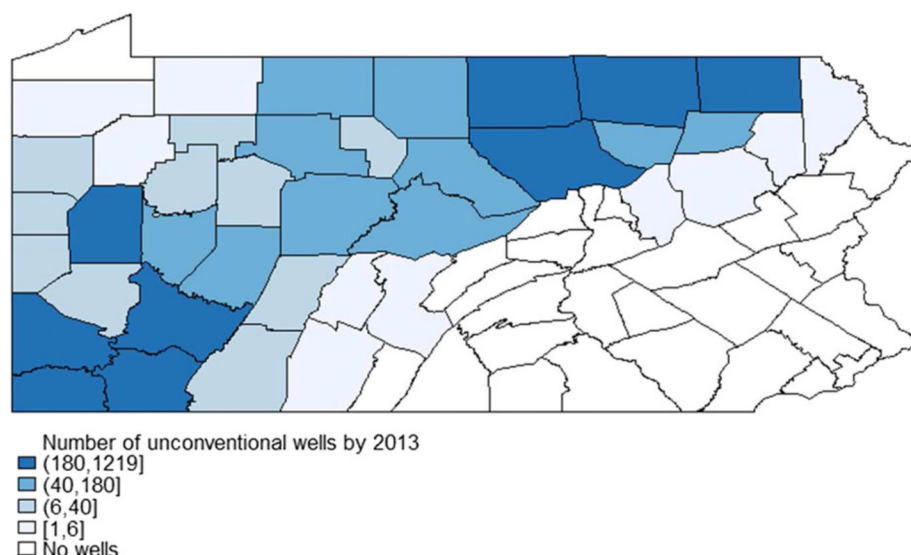 Number of unconventional wells by 2013
(180,1219]
(40,180]
(6,40]
[1,6]
No wells